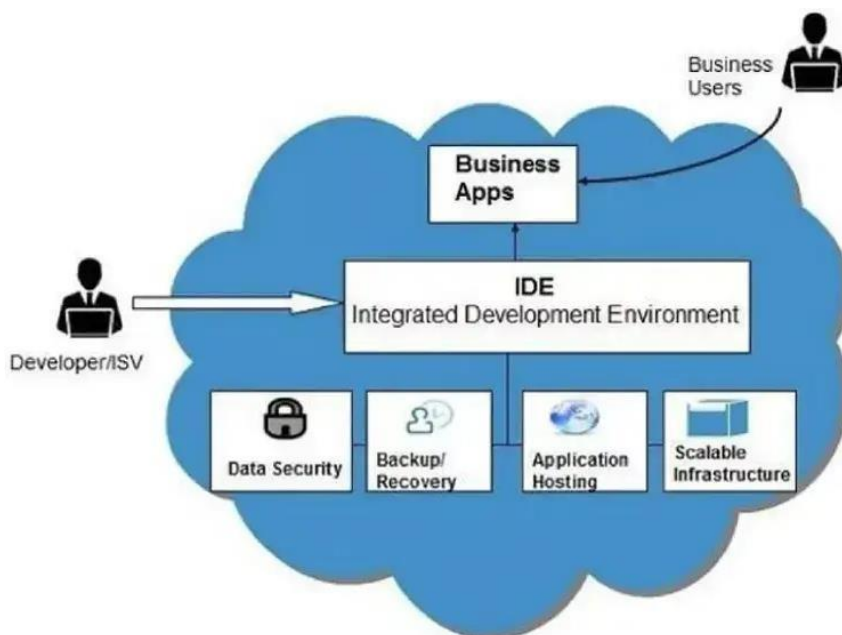 Business
Users
Business
Apps
IDE
Integrated Development Environment
Developer/ISV
Data Security
Backup/
Recovery
Application
Hosting
Scalable
Infrastructure